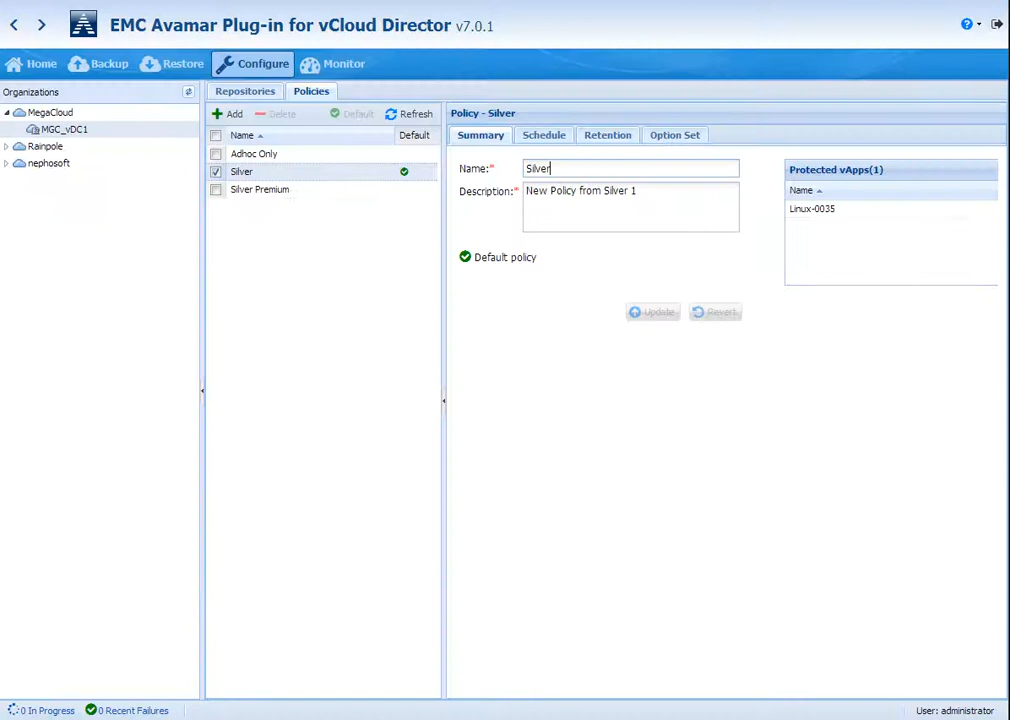 EMC Avamar Plug-in for vCloud Director v7.0.1
Home Backup Restore Configure Monitor
Organizations
MegaCloud
MGC_vDC1
Rainpole
nephosoft
Repositories Policies
Add Delete Default Refresh
Name Default
Adhoc Only
Silver
Silver Premium
Policy - Silver
Summary Schedule Retention Option Set
Name:* Silver
Description:* New Policy from Silver 1
Default policy
Update Revert
Protected vApps(1)
Name
Linux-0035
0 In Progress 0 Recent Failures User: administrator